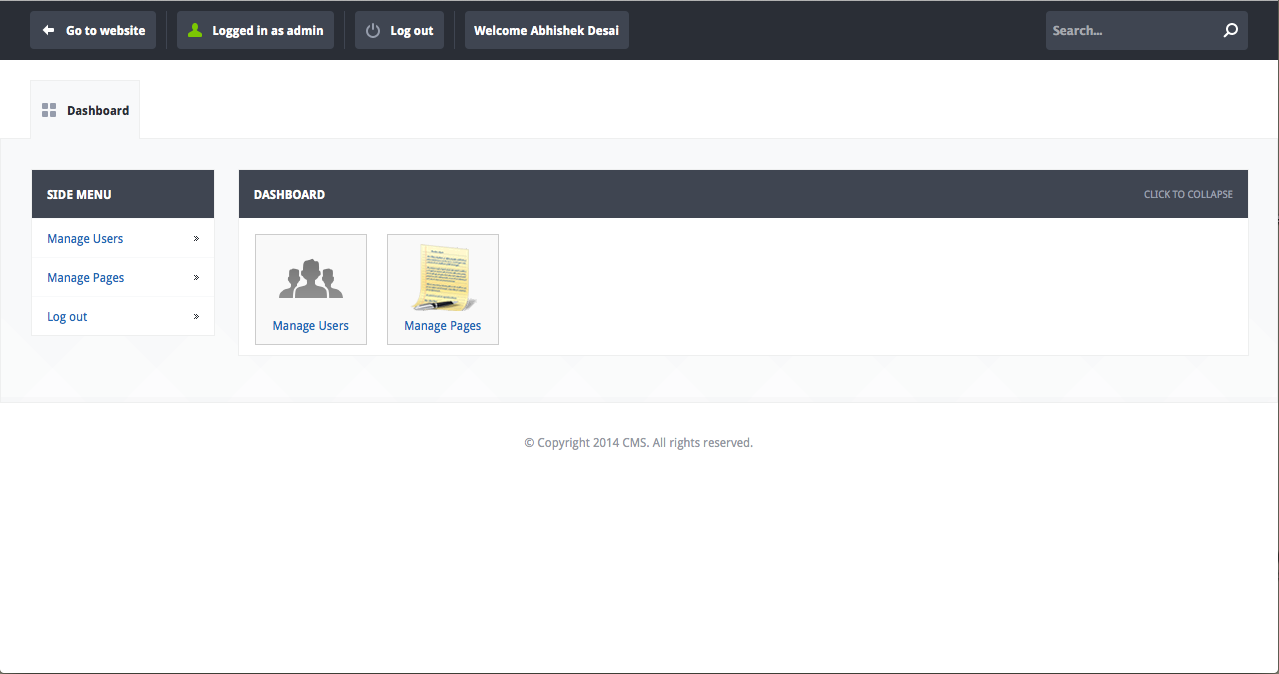 Go to website
Logged in as admin
Log out
Welcome Abhishek Desai
Search...
Dashboard
SIDE MENU
Manage Users
Manage Pages
Log out
DASHBOARD
CLICK TO COLLAPSE
Manage Users
Manage Pages
© Copyright 2014 CMS. All rights reserved.